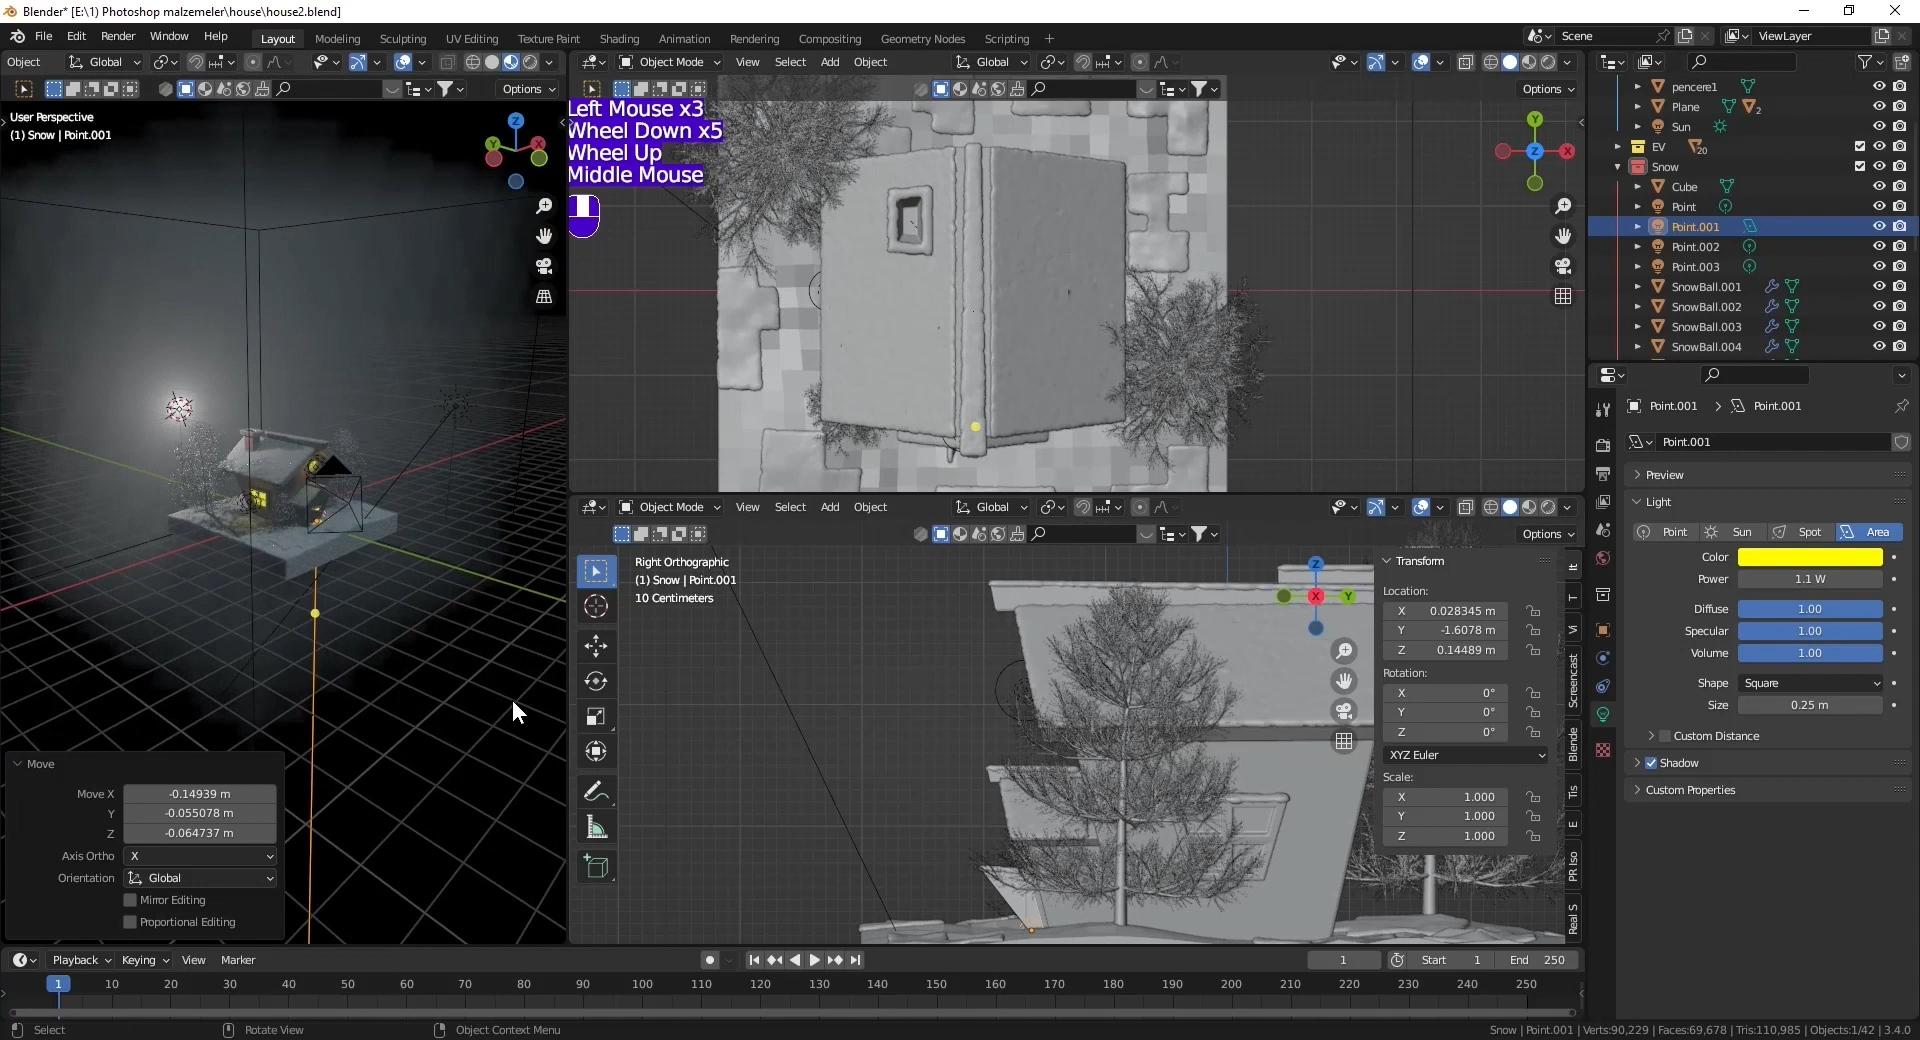 Blender* [E:\1) Photoshop malzemeler\house\house2.blend]
File Edit Render Window Help Layout Modeling Sculpting UV Editing Texture Paint Shading Animation Rendering Compositing Geometry Nodes Scripting + Scene ViewLayer
Object Global
Options
User Perspective
(1) Snow | Point.001
Z
Y
X
Move
Move X -0.14939 m
Y -0.055078 m
Z -0.064737 m
Axis Ortho X
Orientation Global
Mirror Editing
Proportional Editing
Object Mode View Select Add Object Global
Options
Left Mouse x3
Wheel Down x5
Wheel Up
Middle Mouse
Y
Z
X
Object Mode View Select Add Object Global
Options
Right Orthographic
(1) Snow | Point.001
10 Centimeters
Z
X
Y
Transform
Location:
X 0.028345 m
Y -1.6078 m
Z 0.14489 m
Rotation:
X 0°
Y 0°
Z 0°
XYZ Euler
Scale:
X 1.000
Y 1.000
Z 1.000
It
T
Vi
Screencast
Blende
Tis
E
PR Iso
Real S
pencere1
Plane 2
Sun
EV 20
Snow
Cube
Point
Point.001
Point.002
Point.003
SnowBall.001
SnowBall.002
SnowBall.003
SnowBall.004
Point.001 > Point.001
Point.001
Preview
Light
Point Sun Spot Area
Color
Power 1.1 W
Diffuse 1.00
Specular 1.00
Volume 1.00
Shape Square
Size 0.25 m
Custom Distance
Shadow
Custom Properties
Playback Keying View Marker 1 Start 1 End 250
1 10 20 30 40 50 60 70 80 90 100 110 120 130 140 150 160 170 180 190 200 210 220 230 240 250
Select Rotate View Object Context Menu Snow | Point.001 | Verts:90,229 | Faces:69,678 | Tris:110,985 | Objects:1/42 | 3.4.0